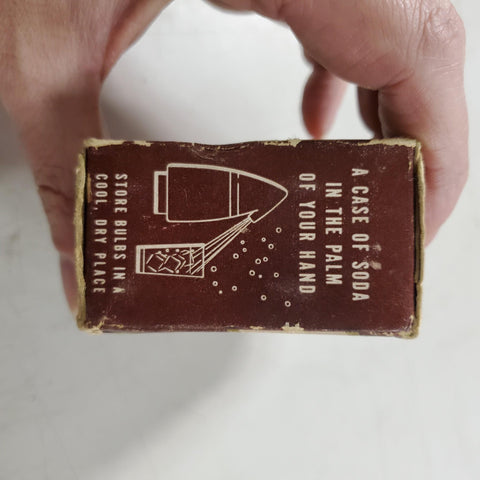 A CASE OF SODA
IN THE PALM
OF YOUR HAND
STORE BULBS IN A
COOL, DRY PLACE